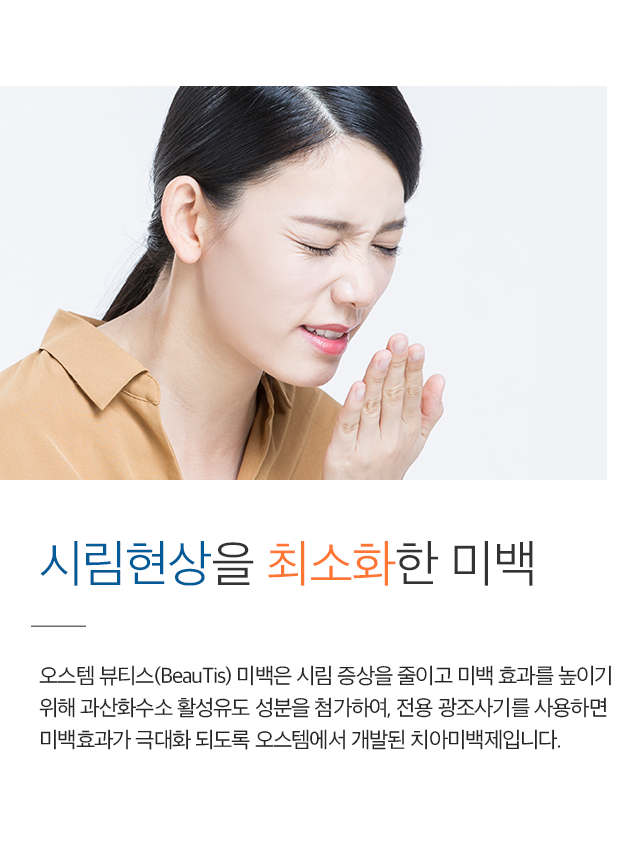 시림현상을 최소화한 미백
오스템 뷰티스(BeauTis) 미백은 시림 증상을 줄이고 미백 효과를 높이기
위해 과산화수소 활성유도 성분을 첨가하여, 전용 광조사기를 사용하면
미백효과가 극대화 되도록 오스템에서 개발된 치아미백제입니다.